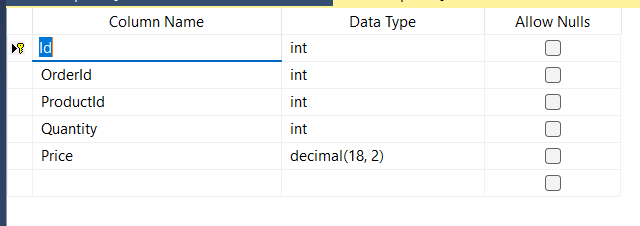 Column Name Data Type Allow Nulls
Id int
OrderId int
ProductId int
Quantity int
Price decimal(18, 2)